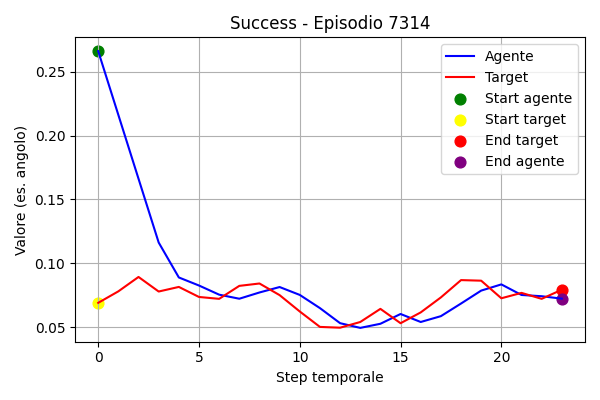 Success - Episodio 7314
Agente
Target
Start agente
Start target
End target
End agente
Valore (es. angolo)
0.25
0.20
0.15
0.10
0.05
0
5
10
15
20
Step temporale